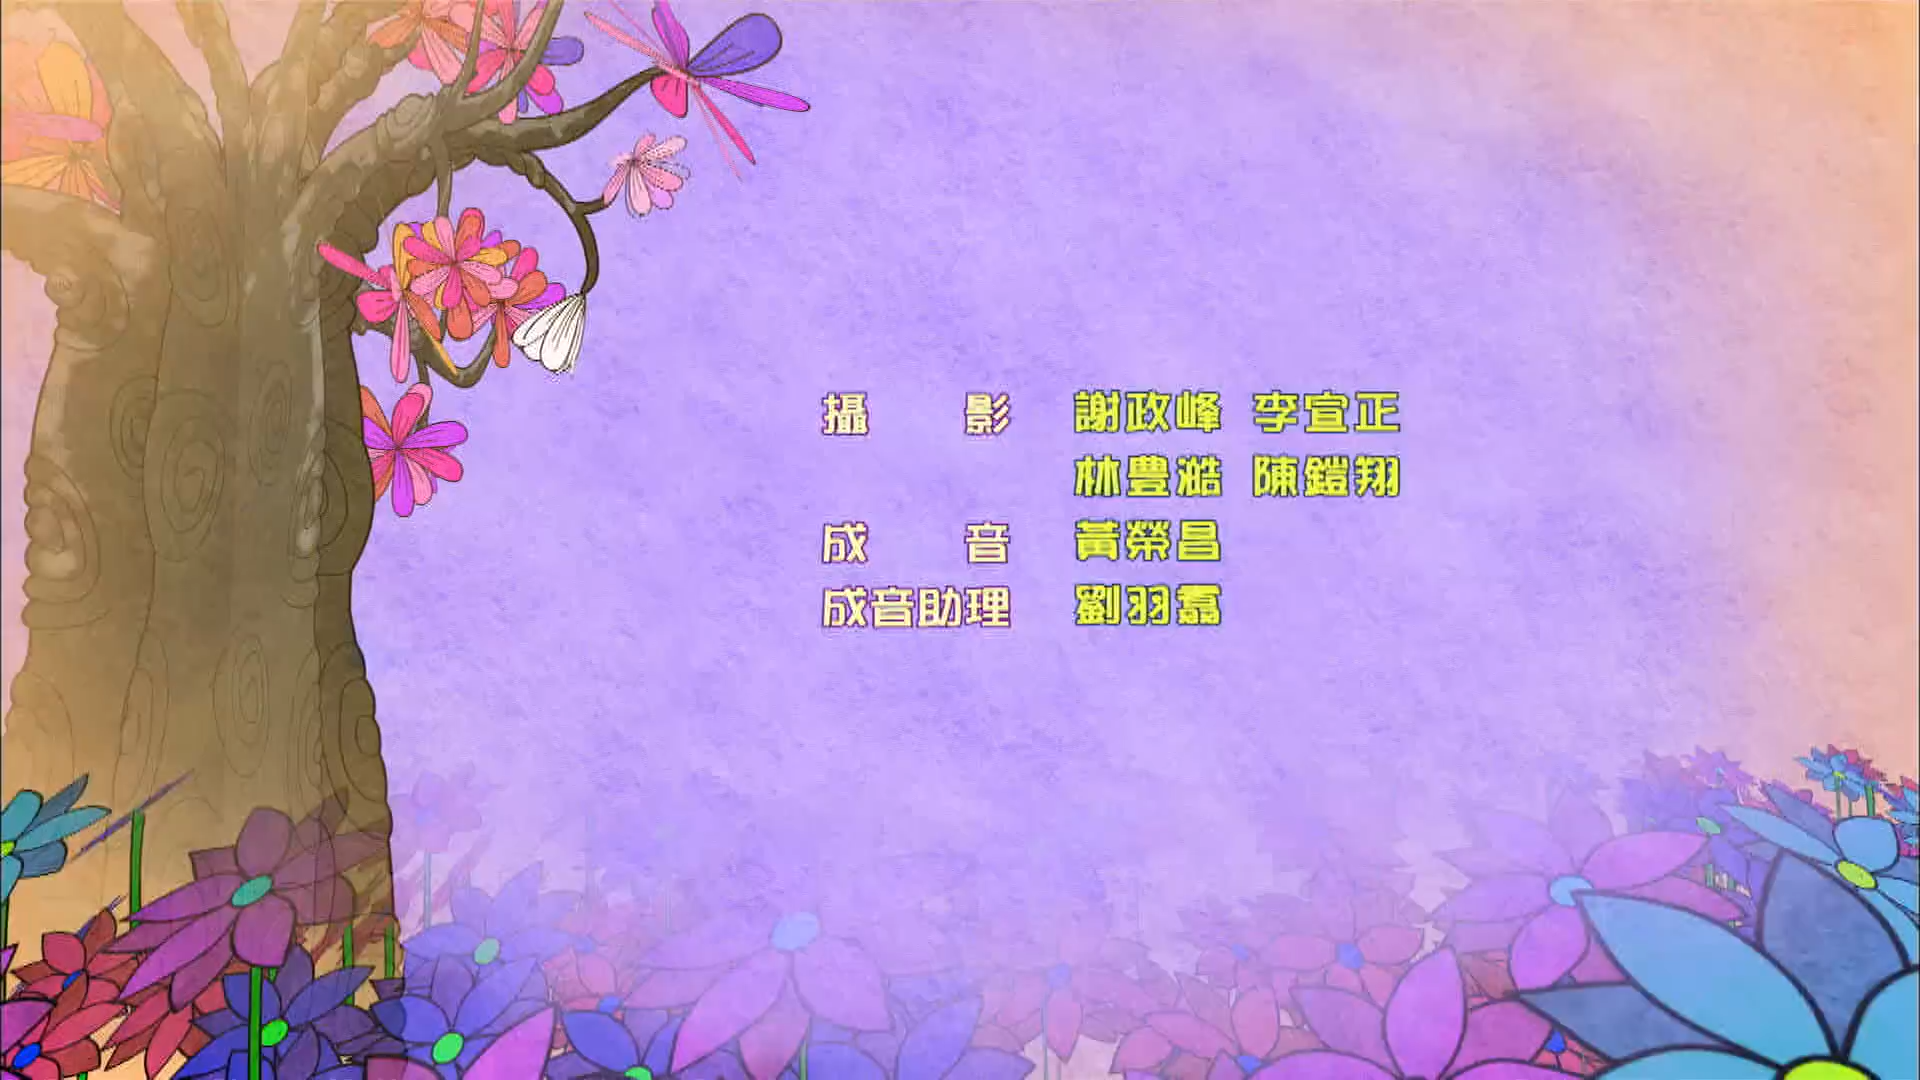 攝影 謝政峰 李宣正
林豊澔 陳鎧翔
成音 黃榮昌
成音助理 劉羽翯